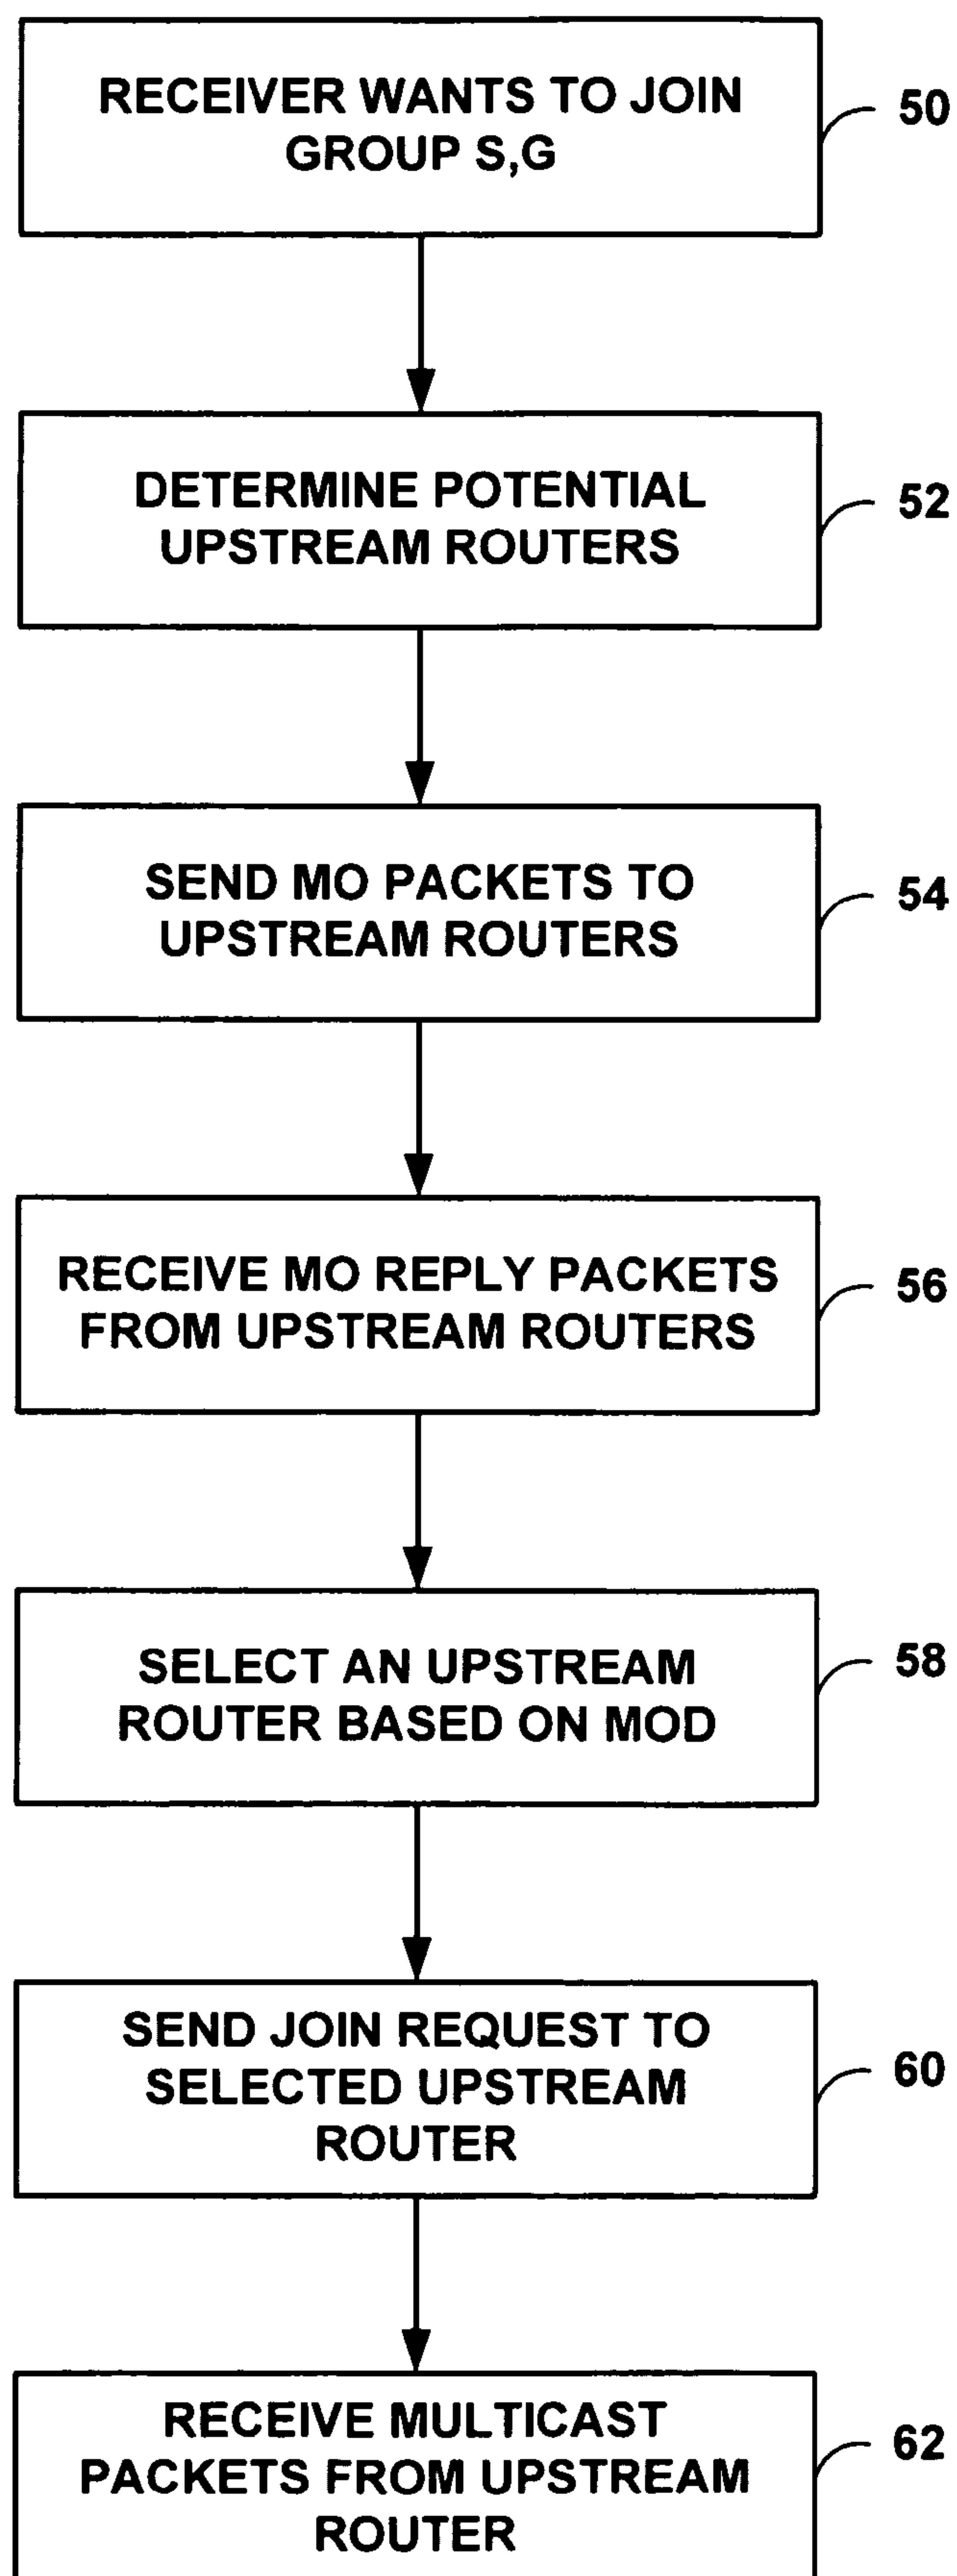 RECEIVER WANTS TO JOIN
GROUP S,G
50
DETERMINE POTENTIAL
UPSTREAM ROUTERS
52
SEND MO PACKETS TO
UPSTREAM ROUTERS
54
RECEIVE MO REPLY PACKETS
FROM UPSTREAM ROUTERS
56
SELECT AN UPSTREAM
ROUTER BASED ON MOD
58
SEND JOIN REQUEST TO
SELECTED UPSTREAM
ROUTER
60
RECEIVE MULTICAST
PACKETS FROM UPSTREAM
ROUTER
62